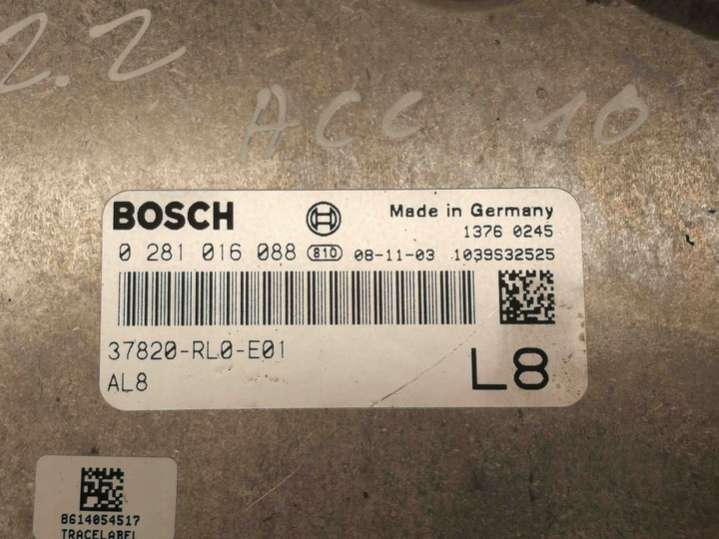 2.2
ACC 10
BOSCH Made in Germany
1376 0245
0 281 016 088 810 08-11-03 1039S32525
37820-RL0-E01
AL8
L8
8614054517
TRACELABEL